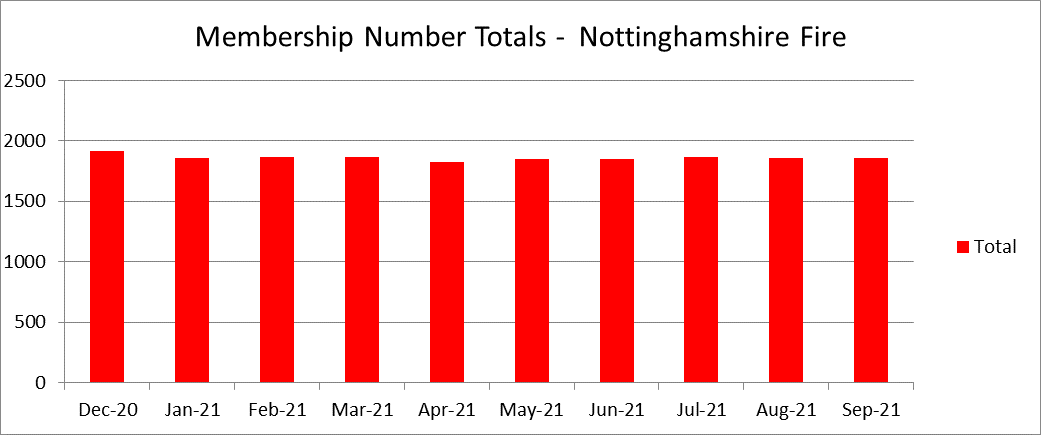 Membership Number Totals -  Nottinghamshire Fire
2500
2000
1500
1000
500
0
Dec-20 Jan-21 Feb-21 Mar-21 Apr-21 May-21 Jun-21 Jul-21 Aug-21 Sep-21
Total